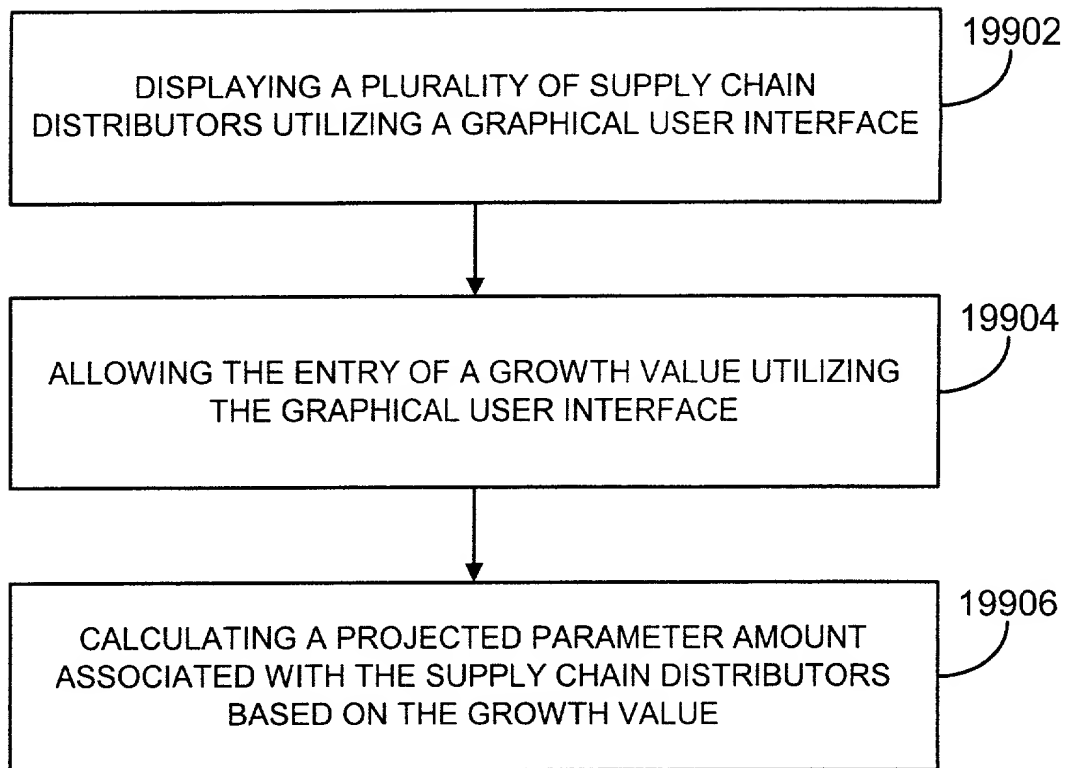 19902
DISPLAYING A PLURALITY OF SUPPLY CHAIN
DISTRIBUTORS UTILIZING A GRAPHICAL USER INTERFACE
19904
ALLOWING THE ENTRY OF A GROWTH VALUE UTILIZING
THE GRAPHICAL USER INTERFACE
19906
CALCULATING A PROJECTED PARAMETER AMOUNT
ASSOCIATED WITH THE SUPPLY CHAIN DISTRIBUTORS
BASED ON THE GROWTH VALUE